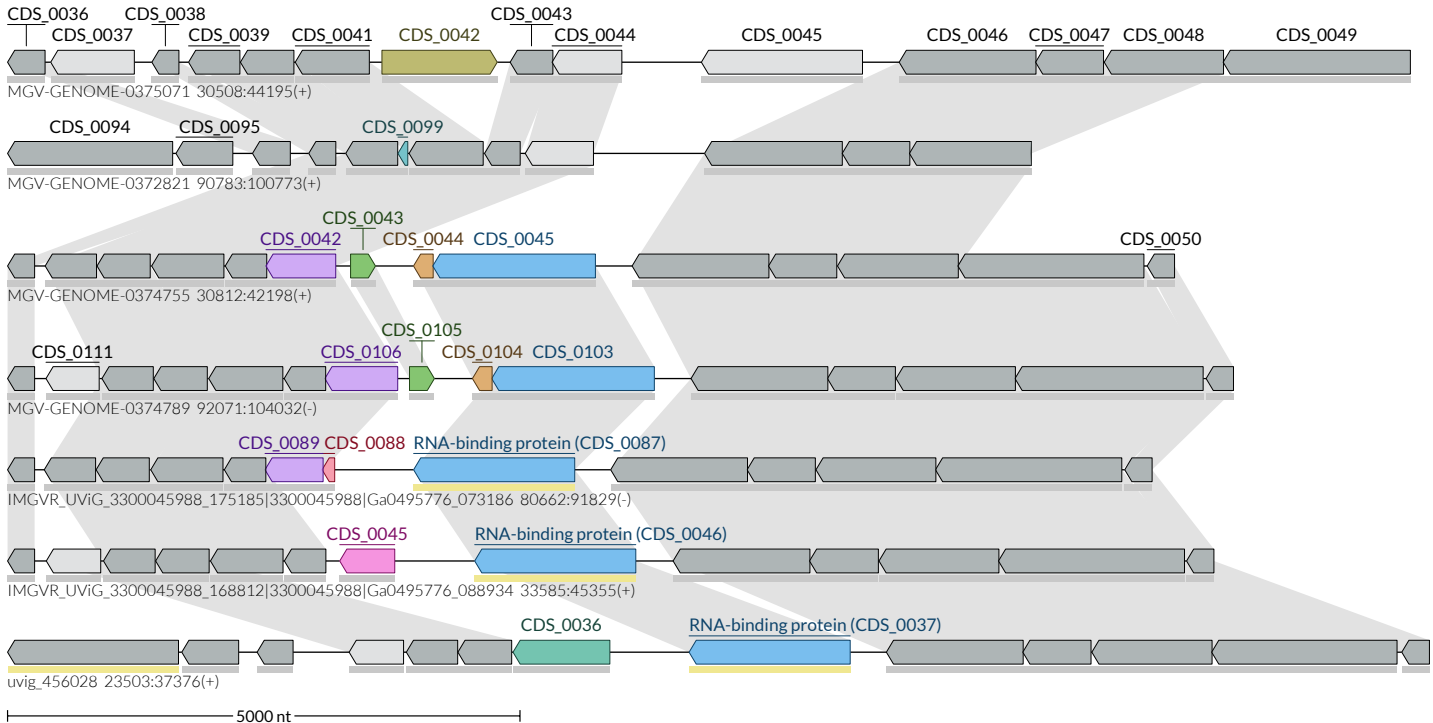 CDS_0036 CDS_0038 CDS_0043
CDS_0037 CDS_0039 CDS_0041 CDS_0042 CDS_0044 CDS_0045 CDS_0046 CDS_0047 CDS_0048 CDS_0049
MGV-GENOME-0375071 30508:44195(+)
CDS_0094 CDS_0095 CDS_0099
MGV-GENOME-0372821 90783:100773(+)
CDS_0043
CDS_0042 CDS_0044 CDS_0045 CDS_0050
MGV-GENOME-0374755 30812:42198(+)
CDS_0105
CDS_0111 CDS_0106 CDS_0104 CDS_0103
MGV-GENOME-0374789 92071:104032(-)
CDS_0089 CDS_0088 RNA-binding protein (CDS_0087)
IMGVR_UViG_3300045988_175185|3300045988|Ga0495776_073186 80662:91829(-)
CDS_0045 RNA-binding protein (CDS_0046)
IMGVR_UViG_3300045988_168812|3300045988|Ga0495776_088934 33585:45355(+)
CDS_0036 RNA-binding protein (CDS_0037)
uvig_456028 23503:37376(+)
5000 nt